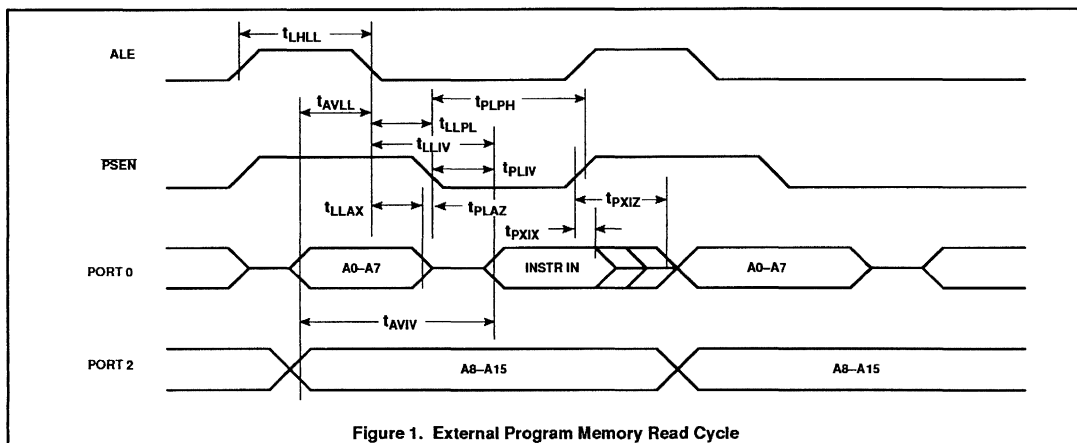 ALE
tLHLL
tAVLL
tPLPH
tLLPL
tLLIV
PSEN
tPLIV
tLLAX
tPLAZ
tPXIZ
tPXIX
PORT 0
A0–A7
INSTR IN
A0–A7
tAVIV
PORT 2
A8–A15
A8–A15
Figure 1. External Program Memory Read Cycle